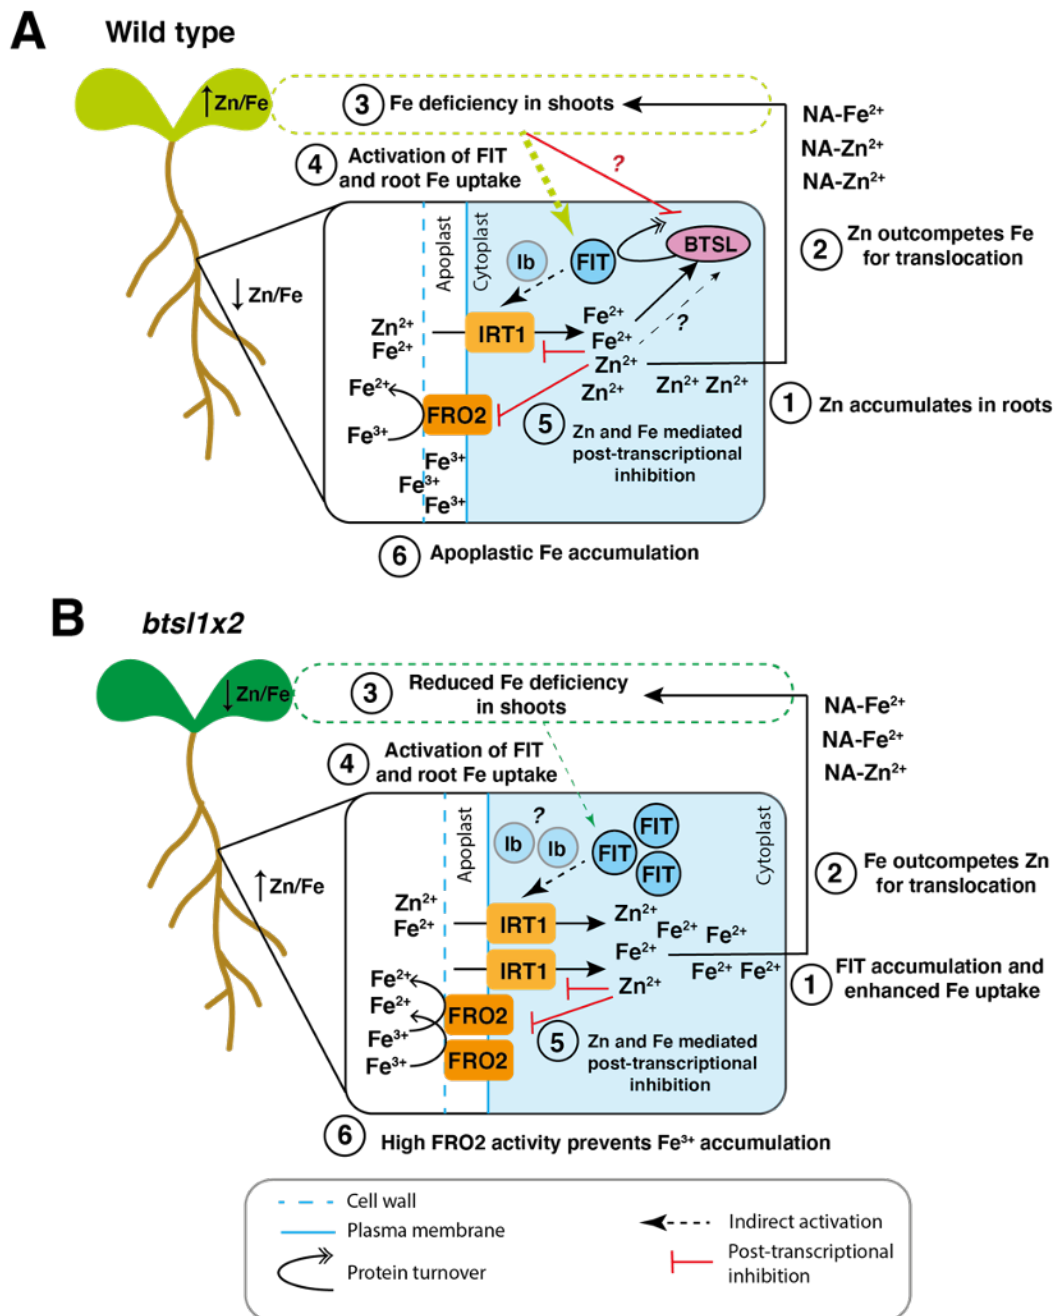 A
Wild type
↑Zn/Fe
3 Fe deficiency in shoots
NA-Fe²⁺
NA-Zn²⁺
NA-Zn²⁺
4 Activation of FIT
and root Fe uptake
?
2 Zn outcompetes Fe
for translocation
Apoplast
Cytoplast
Ib
FIT
BTSL
↓Zn/Fe
Zn²⁺
Fe²⁺
IRT1
Fe²⁺
Fe²⁺
?
Zn²⁺
Zn²⁺
Zn²⁺ Zn²⁺
1 Zn accumulates in roots
Fe²⁺
Fe³⁺
FRO2
5 Zn and Fe mediated
post-transcriptional
inhibition
Fe³⁺
Fe³⁺
Fe³⁺
6 Apoplastic Fe accumulation
B
btsl1x2
↓Zn/Fe
3 Reduced Fe deficiency
in shoots
NA-Fe²⁺
NA-Fe²⁺
NA-Zn²⁺
4 Activation of FIT
and root Fe uptake
2 Fe outcompetes Zn
for translocation
Apoplast
Cytoplast
?
Ib
Ib
FIT
FIT
FIT
↑Zn/Fe
Zn²⁺
Fe²⁺
IRT1
IRT1
Zn²⁺
Fe²⁺ Fe²⁺
Fe²⁺
Fe²⁺ Fe²⁺
Zn²⁺
1 FIT accumulation and
enhanced Fe uptake
Fe²⁺
Fe²⁺
Fe³⁺
Fe³⁺
FRO2
FRO2
5 Zn and Fe mediated
post-transcriptional
inhibition
6 High FRO2 activity prevents Fe³⁺ accumulation
Cell wall
Plasma membrane
Protein turnover
Indirect activation
Post-transcriptional
inhibition